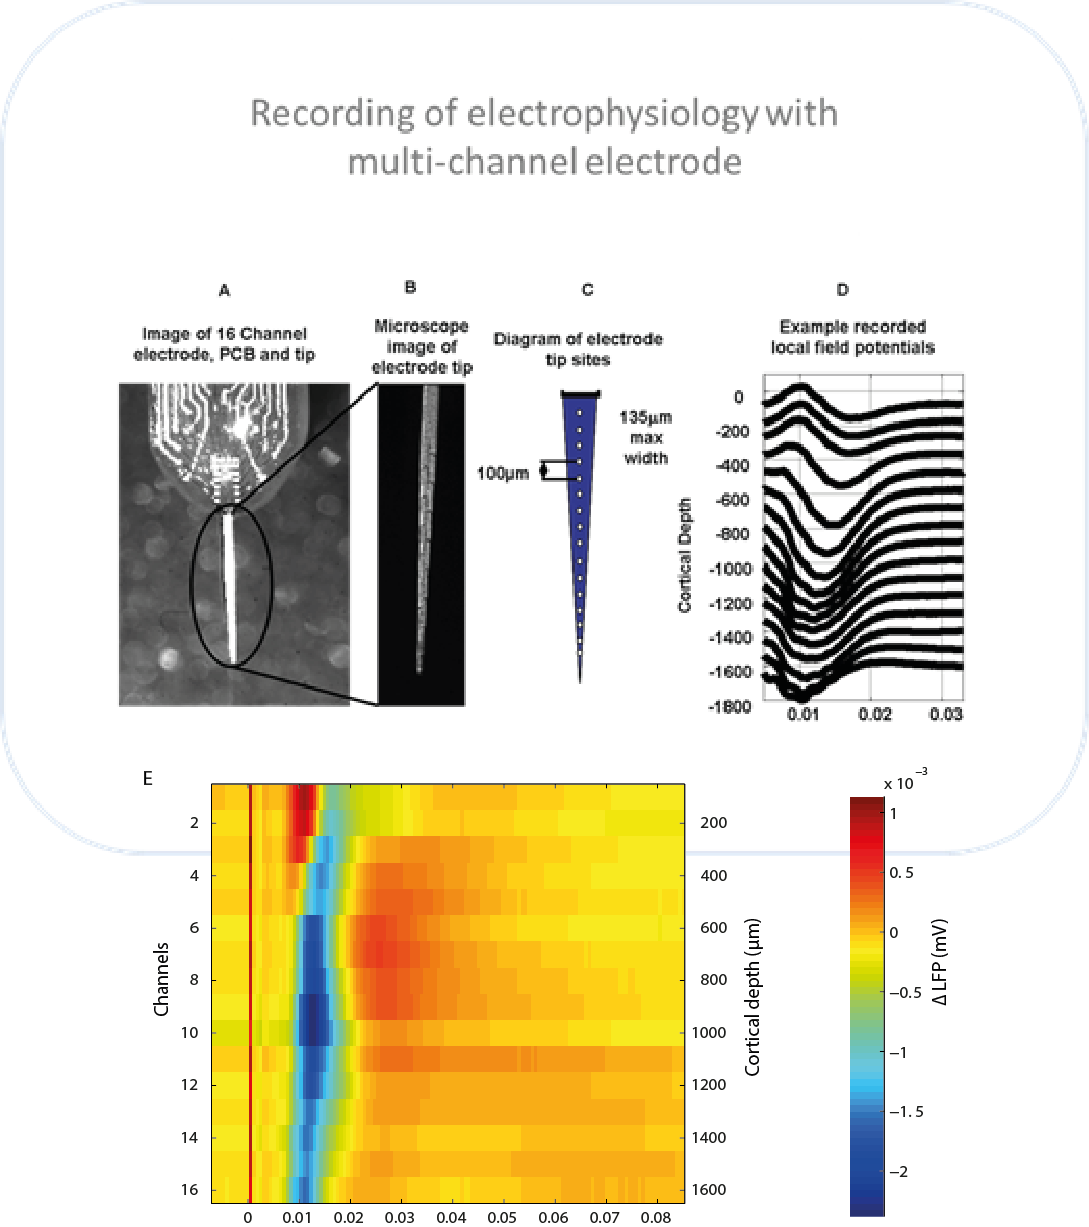 Recording of electrophysiology with
multi-channel electrode
A
Image of 16 Channel
electrode, PCB and tip
B
Microscope
image of
electrode tip
C
Diagram of electrode
tip sites
135µm
max
width
100µm
D
Example recorded
local field potentials
Cortical Depth
0
-200
-400
-600
-800
-1000
-1200
-1400
-1600
-1800
0.01 0.02 0.03
E
Channels
2
4
6
8
10
12
14
16
0 0.01 0.02 0.03 0.04 0.05 0.06 0.07 0.08
200
400
600
800
1000
1200
1400
1600
Cortical depth (µm)
x 10⁻³
1
0. 5
0
−0.5
−1
−1. 5
−2
Δ LFP (mV)